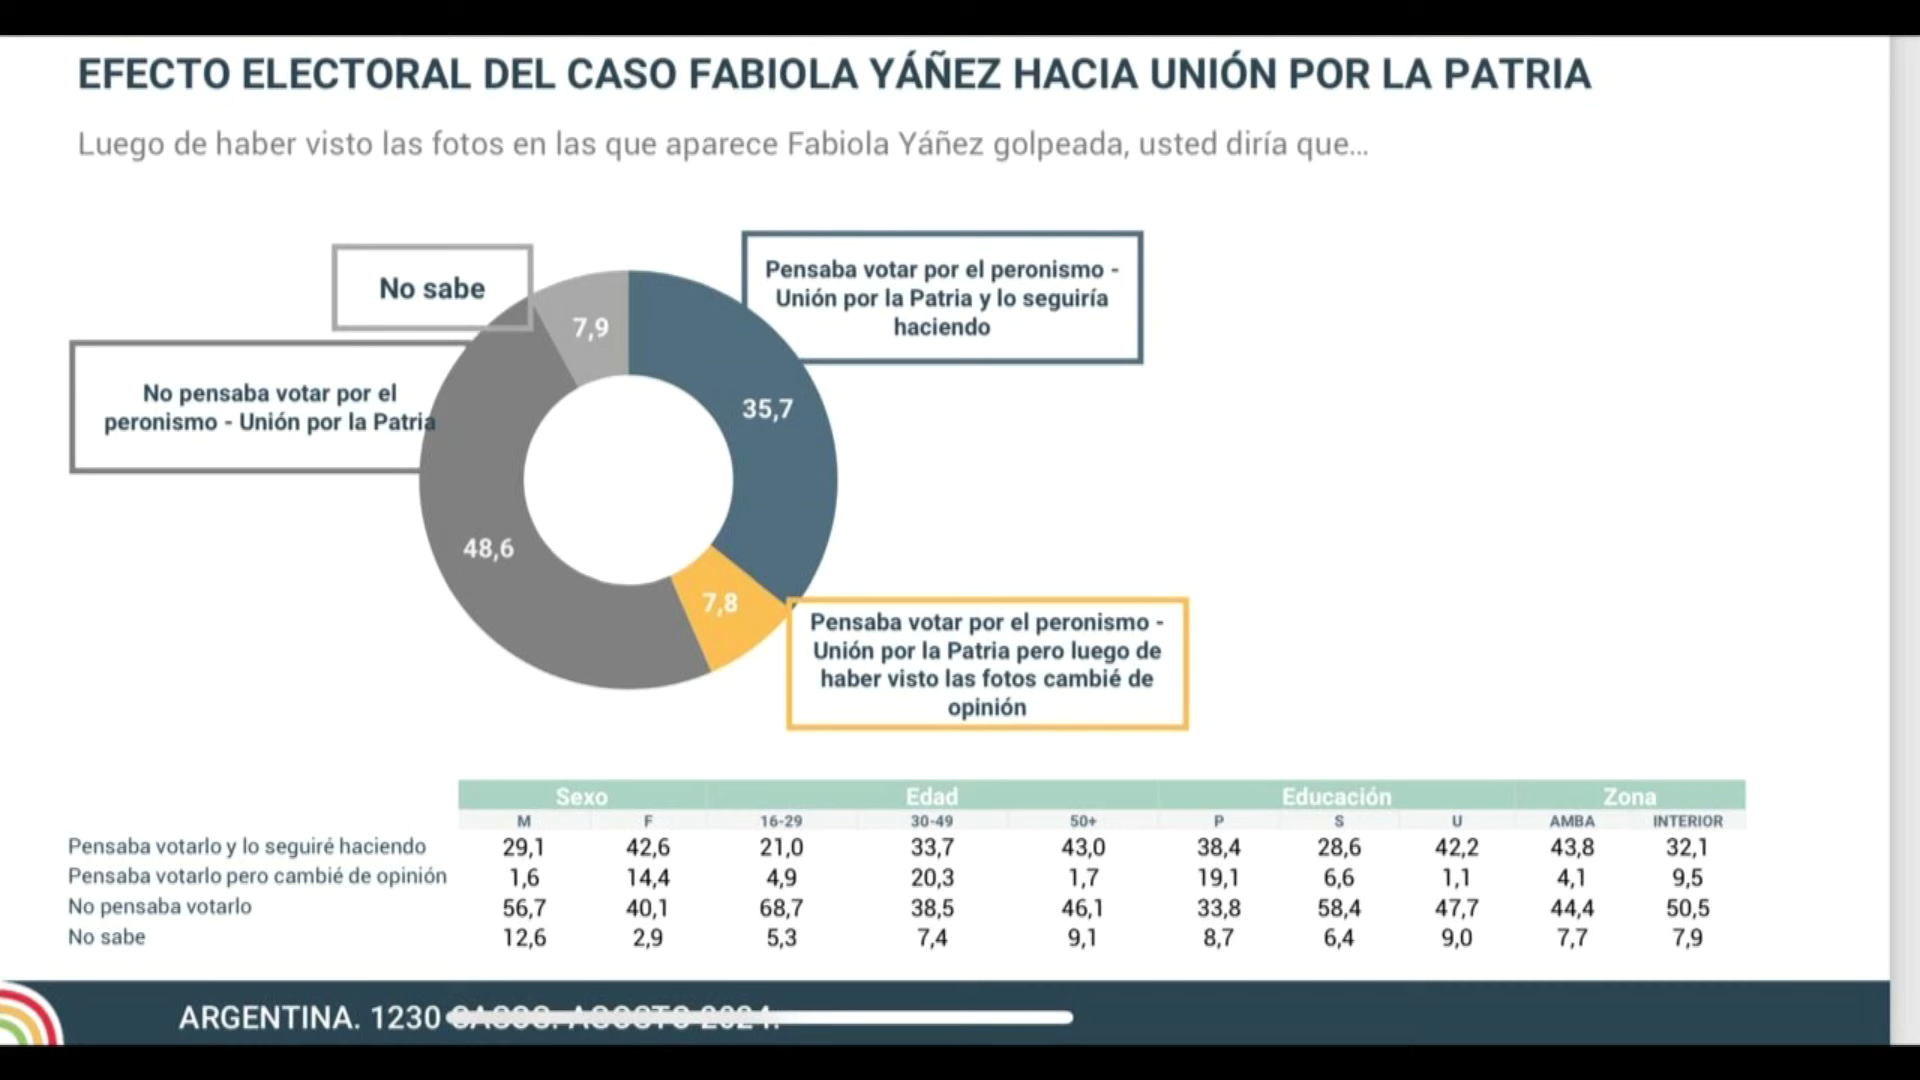 EFECTO ELECTORAL DEL CASO FABIOLA YÁÑEZ HACIA UNIÓN POR LA PATRIA
Luego de haber visto las fotos en las que aparece Fabiola Yáñez golpeada, usted diría que...
No sabe
7,9
Pensaba votar por el peronismo -
Unión por la Patria y lo seguiría
haciendo
No pensaba votar por el
peronismo - Unión por la Patria
35,7
48,6
7,8
Pensaba votar por el peronismo -
Unión por la Patria pero luego de
haber visto las fotos cambié de
opinión
Sexo Edad Educación Zona
M F 16-29 30-49 50+ P S U AMBA INTERIOR
Pensaba votarlo y lo seguiré haciendo 29,1 42,6 21,0 33,7 43,0 38,4 28,6 42,2 43,8 32,1
Pensaba votarlo pero cambié de opinión 1,6 14,4 4,9 20,3 1,7 19,1 6,6 1,1 4,1 9,5
No pensaba votarlo 56,7 40,1 68,7 38,5 46,1 33,8 58,4 47,7 44,4 50,5
No sabe 12,6 2,9 5,3 7,4 9,1 8,7 6,4 9,0 7,7 7,9
ARGENTINA. 1230 CASOS. AGOSTO 2024.